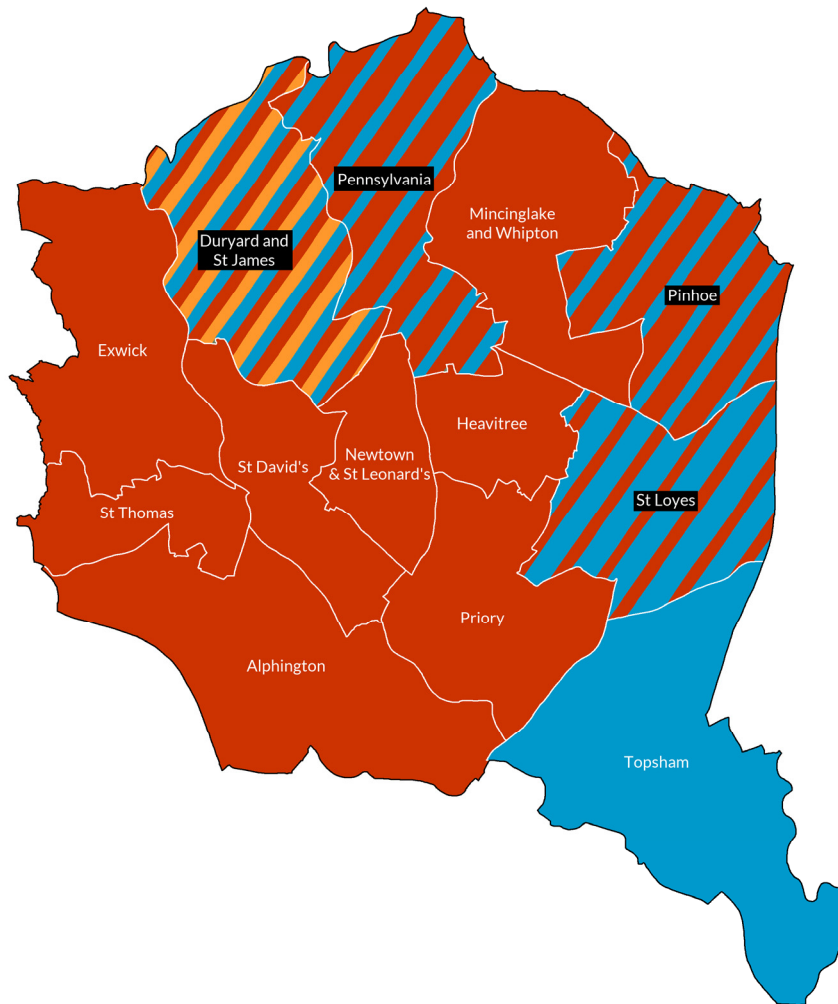 Pennsylvania
Mincinglake
and Whipton
Duryard and
St James
Pinhoe
Exwick
Heavitree
Newtown
& St Leonard's
St David's
St Loyes
St Thomas
Priory
Alphington
Topsham